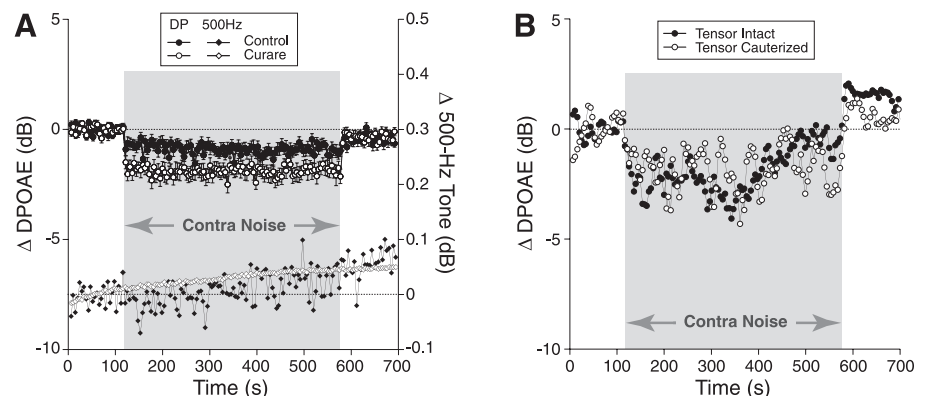 A
DP 500Hz
Control
Curare
5
0
-5
-10
Δ DPOAE (dB)
0.5
0.4
0.3
0.2
0.1
0
-0.1
Δ 500-Hz Tone (dB)
Contra Noise
0 100 200 300 400 500 600 700
Time (s)
B
Tensor Intact
Tensor Cauterized
5
0
-5
-10
Δ DPOAE (dB)
Contra Noise
0 100 200 300 400 500 600 700
Time (s)